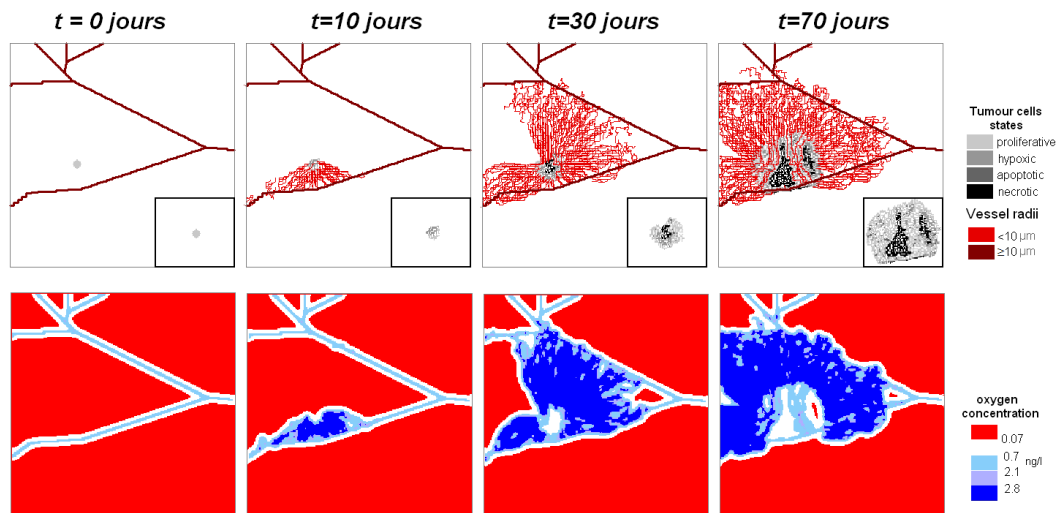 t = 0 jours
t=10 jours
t=30 jours
t=70 jours
Tumour cells
states
proliferative
hypoxic
apoptotic
necrotic
Vessel radii
<10 µm
≥10 µm
oxygen
concentration
0.07
0.7
ng/l
2.1
2.8